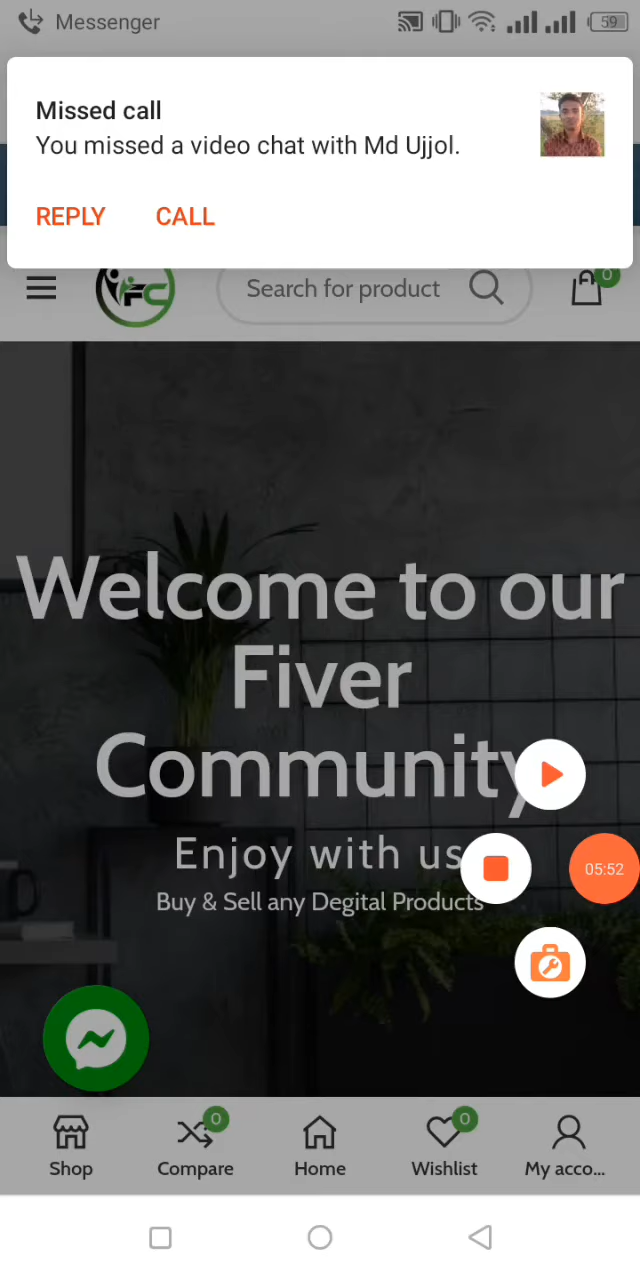 Messenger
59
Missed call
You missed a video chat with Md Ujjol.
REPLY CALL
FC
Search for product
0
Welcome to our
Fiver
Community
Enjoy with us
05:52
Buy & Sell any Degital Products
0
0
Shop Compare Home Wishlist My acco...